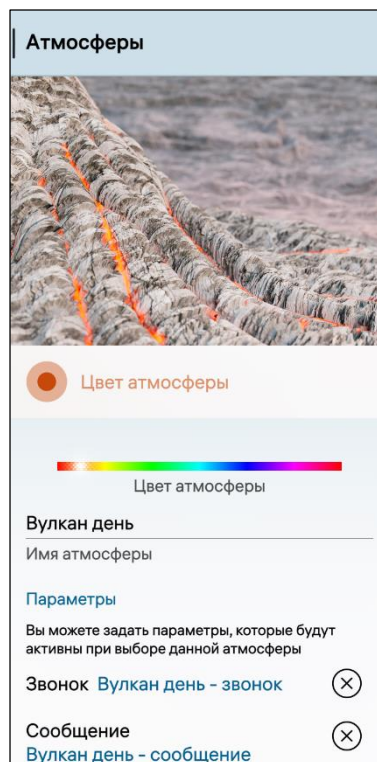 Атмосферы
Цвет атмосферы
Цвет атмосферы
Вулкан день
Имя атмосферы
Параметры
Вы можете задать параметры, которые будут
активны при выборе данной атмосферы
Звонок Вулкан день - звонок
Сообщение
Вулкан день - сообщение